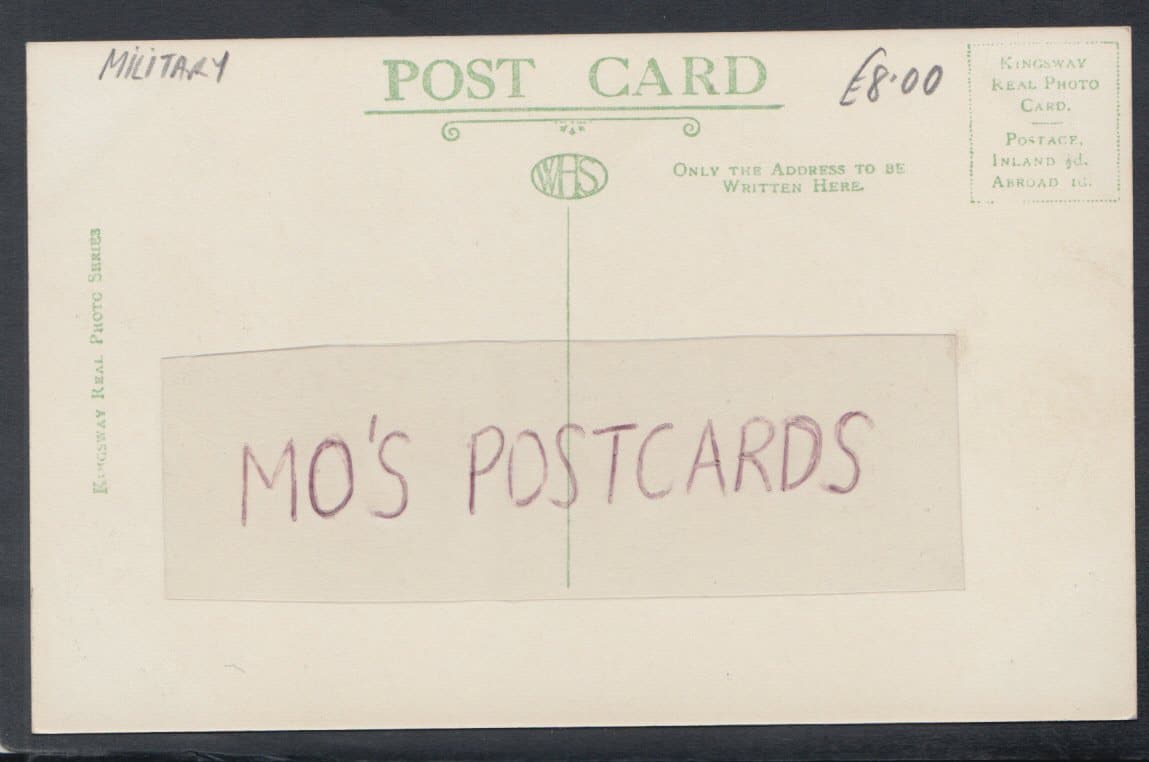 MILITARY
POST CARD
£8.00
KINGSWAY
REAL PHOTO
CARD.
POSTAGE,
INLAND ½d.
ABROAD 1d.
WHS
ONLY THE ADDRESS TO BE
WRITTEN HERE.
KINGSWAY REAL PHOTO SERIES
MO'S POSTCARDS